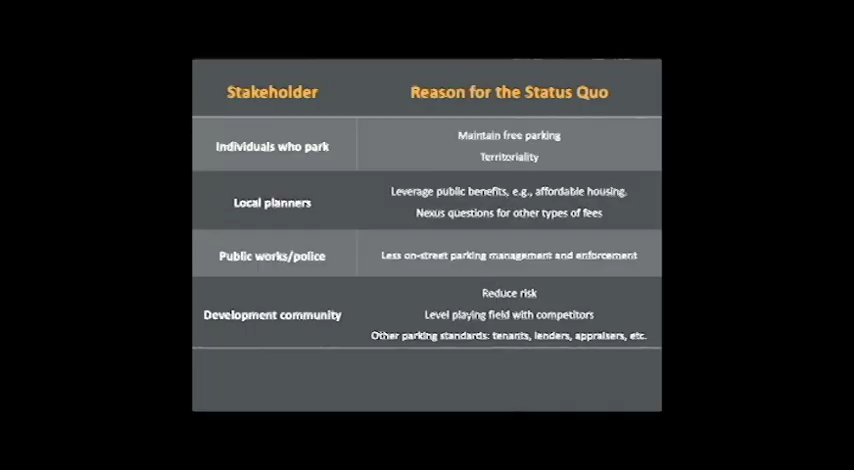 Stakeholder Reason for the Status Quo
Individuals who park
Maintain free parking
Territoriality
Local planners
Leverage public benefits, e.g., affordable housing.
Nexus questions for other types of fees
Public works/police
Less on-street parking management and enforcement
Development community
Reduce risk
Level playing field with competitors
Other parking standards: tenants, lenders, appraisers, etc.